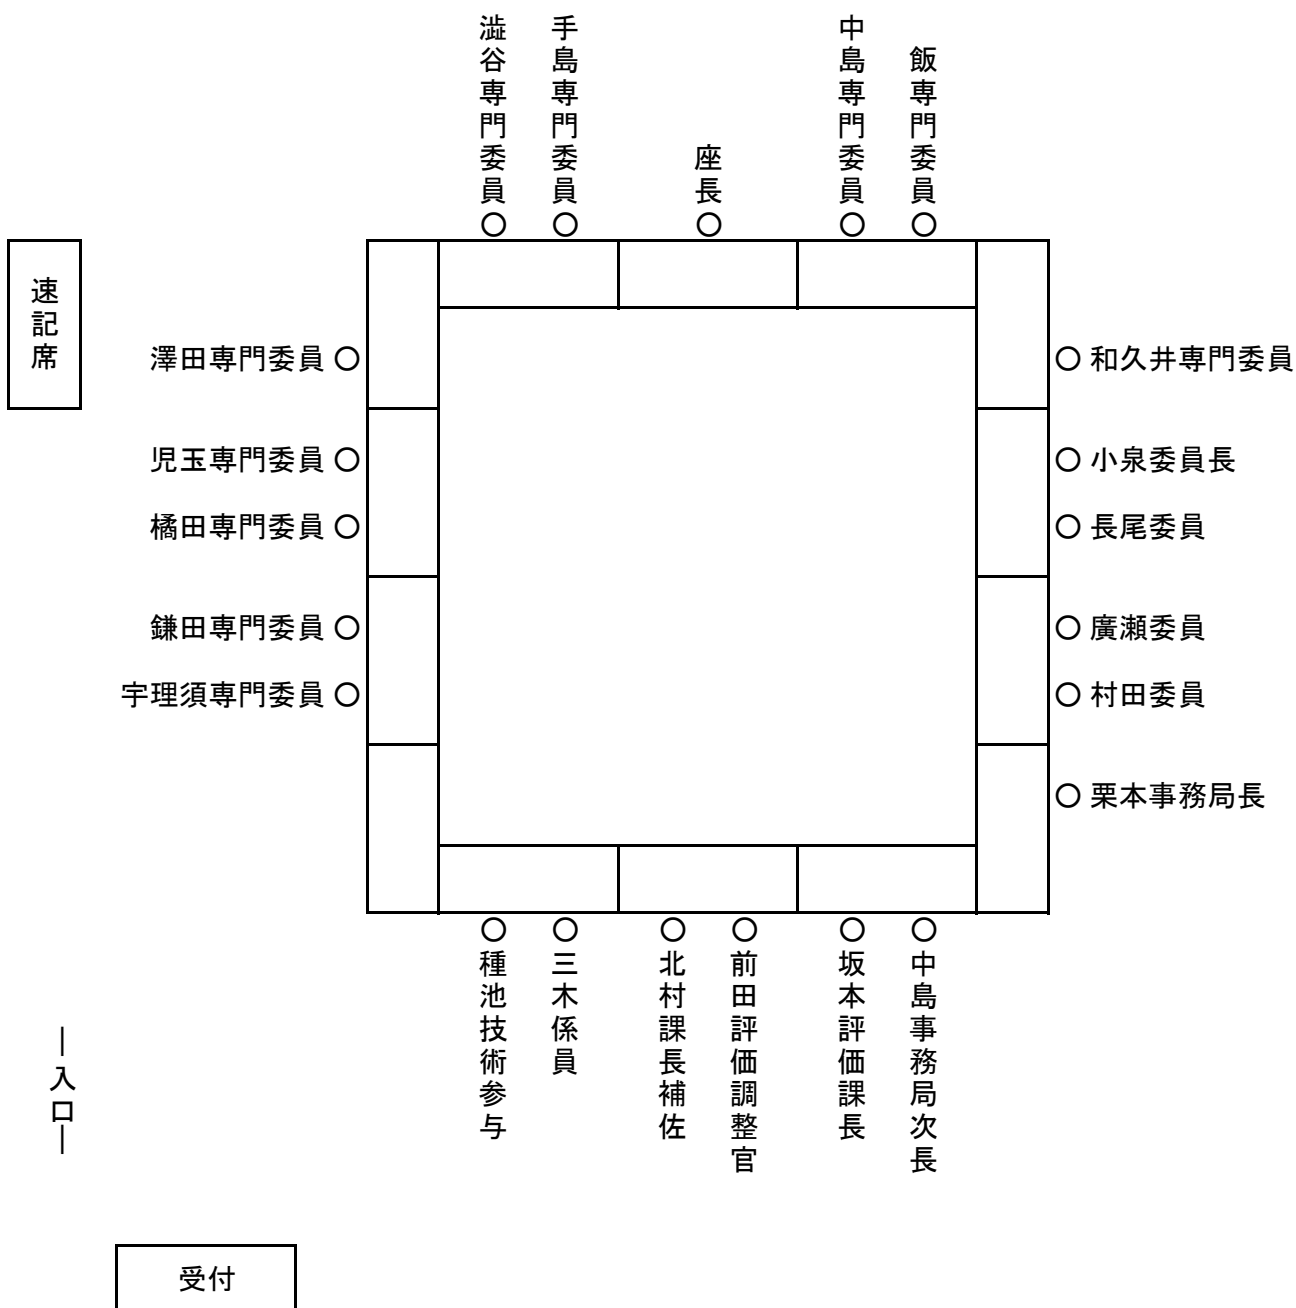 澁谷専門委員
手島専門委員
座長
中島専門委員
飯専門委員
速記席
澤田専門委員
児玉専門委員
橘田専門委員
鎌田専門委員
宇理須専門委員
和久井専門委員
小泉委員長
長尾委員
廣瀬委員
村田委員
栗本事務局長
種池技術参与
三木係員
北村課長補佐
前田評価調整官
坂本評価課長
中島事務局次長
―入口―
受付